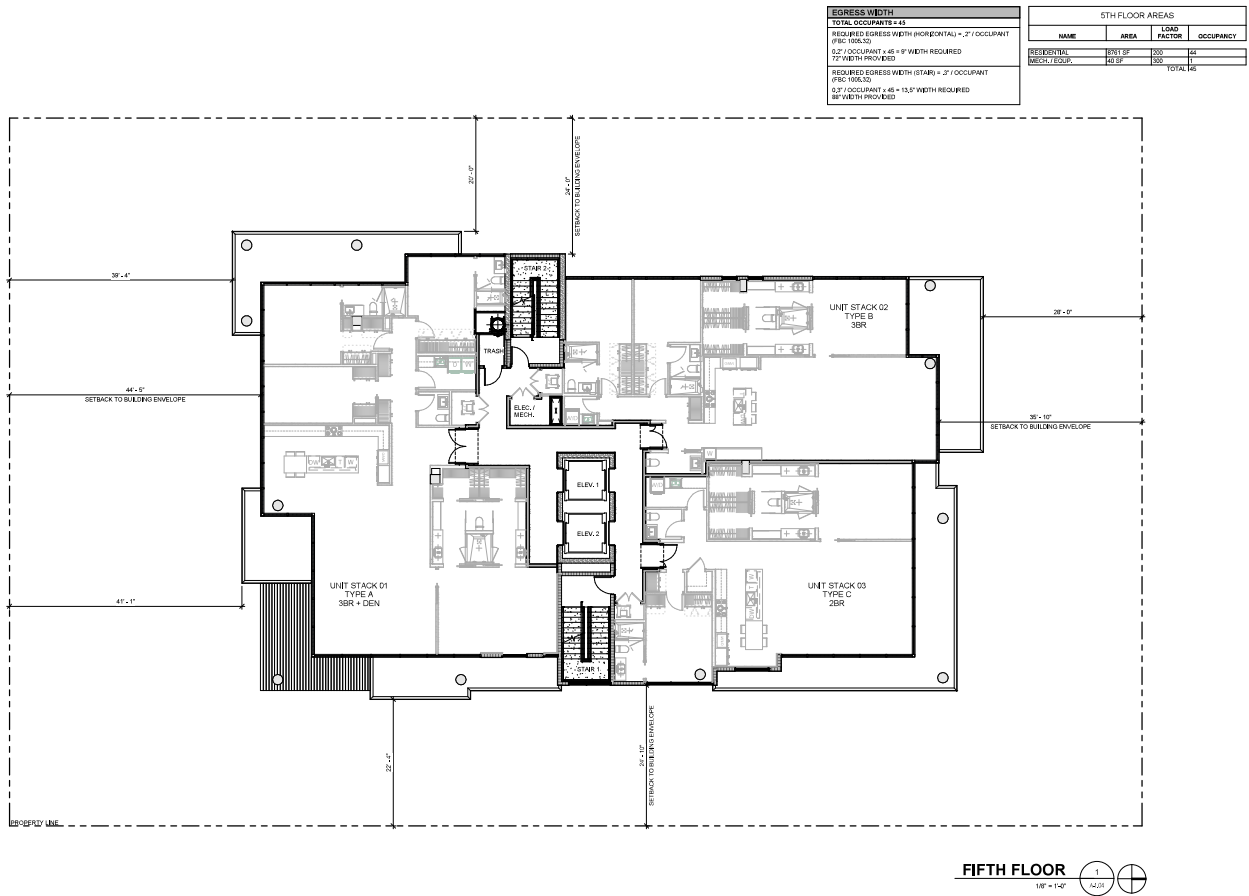 EGRESS WIDTH
TOTAL OCCUPANTS = 45
REQUIRED EGRESS WIDTH (HORIZONTAL) = .2" / OCCUPANT
(FBC 1005.32)
0.2" / OCCUPANT x 45 = 9" WIDTH REQUIRED
72" WIDTH PROVIDED
REQUIRED EGRESS WIDTH (STAIR) = .3" / OCCUPANT
(FBC 1005.32)
0.3" / OCCUPANT x 45 = 13.5" WIDTH REQUIRED
88" WIDTH PROVIDED
5TH FLOOR AREAS
NAME AREA LOAD FACTOR OCCUPANCY
RESIDENTIAL 8761 SF 200 44
MECH. / EQUIP. 40 SF 300 1
TOTAL 45
20' - 0"
24' - 0"
SETBACK TO BUILDING ENVELOPE
39' - 4"
STAIR 2
UNIT STACK 02
TYPE B
3BR
28' - 0"
TRASH
D W
44' - 5"
SETBACK TO BUILDING ENVELOPE
ELEC. /
MECH.
35' - 10"
SETBACK TO BUILDING ENVELOPE
DW T W
W
ELEV. 1
ELEV. 2
UNIT STACK 01
TYPE A
3BR + DEN
UNIT STACK 03
TYPE C
2BR
41' - 1"
STAIR 1
22' - 4"
24' - 10"
SETBACK TO BUILDING ENVELOPE
PROPERTY LINE
FIFTH FLOOR
1
1/8" = 1'-0"